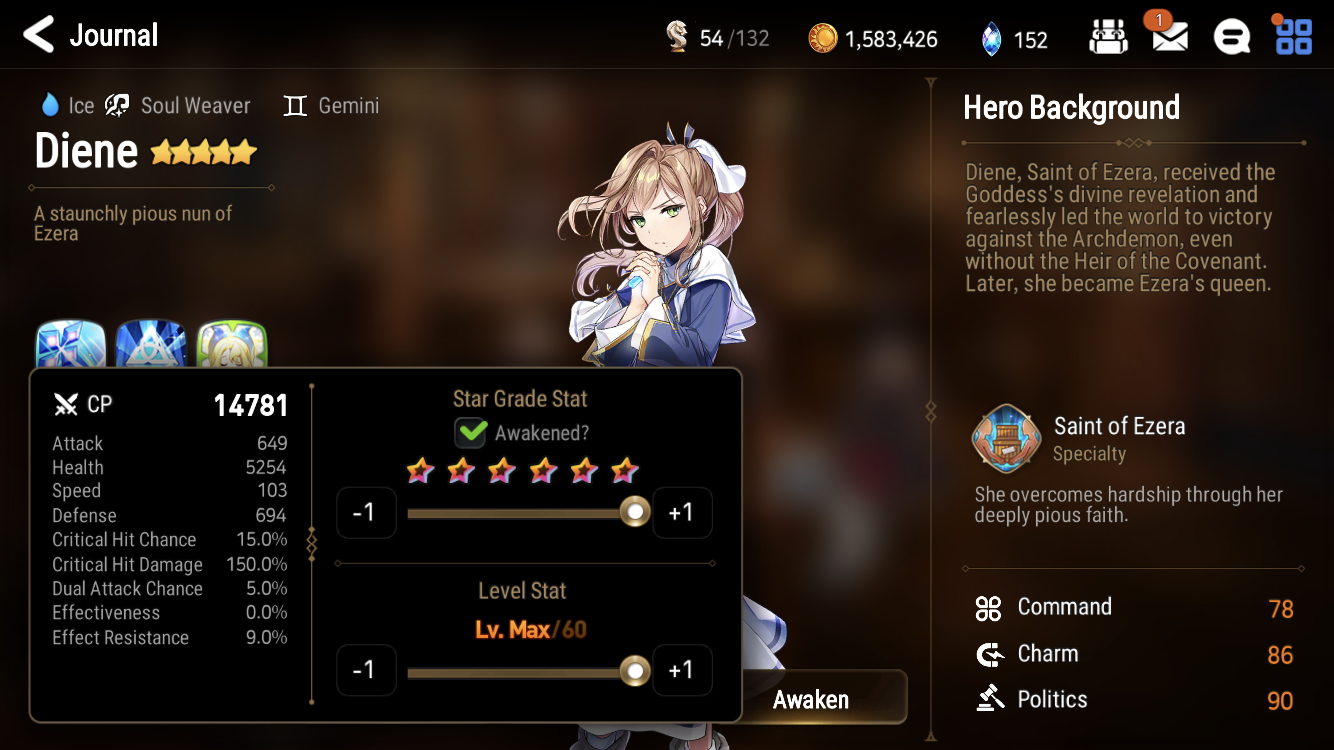 Journal
54/132
1,583,426
152
1
Ice
Soul Weaver
Gemini
Diene
A staunchly pious nun of
Ezera
CP 14781
Attack 649
Health 5254
Speed 103
Defense 694
Critical Hit Chance 15.0%
Critical Hit Damage 150.0%
Dual Attack Chance 5.0%
Effectiveness 0.0%
Effect Resistance 9.0%
Star Grade Stat
Awakened?
-1
+1
Level Stat
Lv. Max/60
-1
+1
Awaken
Hero Background
Diene, Saint of Ezera, received the
Goddess's divine revelation and
fearlessly led the world to victory
against the Archdemon, even
without the Heir of the Covenant.
Later, she became Ezera's queen.
Saint of Ezera
Specialty
She overcomes hardship through her
deeply pious faith.
Command 78
Charm 86
Politics 90